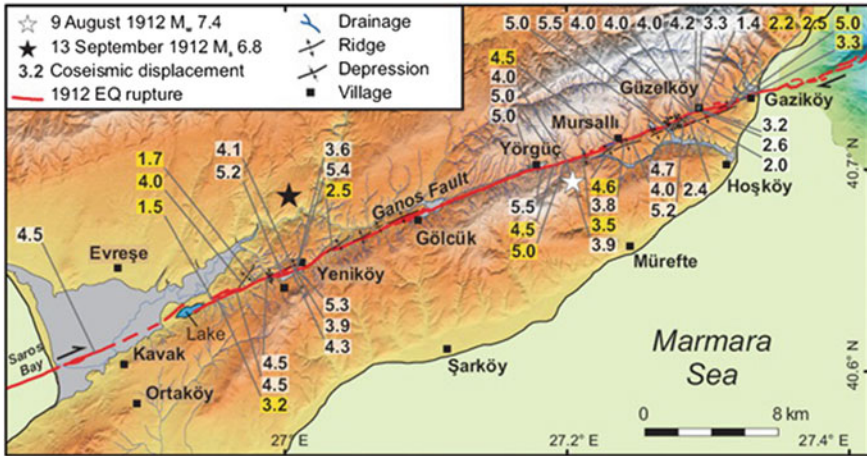 9 August 1912 Mw 7.4
13 September 1912 Ms 6.8
3.2 Coseismic displacement
1912 EQ rupture
Drainage
Ridge
Depression
Village
5.0 5.5 4.0 4.0 4.0 4.2 3.3 1.4 2.2 2.5 5.0
3.3
4.5
4.0
5.0
5.0
Güzelköy
Gaziköy
Mursallı
Yörgüç
3.2
2.6
2.0
Hoşköy
40.7° N
4.7
4.0
5.2
2.4
4.6
3.8
3.5
3.9
5.5
4.5
5.0
Mürefte
Ganos Fault
Gölcük
3.6
5.4
2.5
4.1
5.2
1.7
4.0
1.5
4.5
Evreşe
Yeniköy
5.3
3.9
4.3
Lake
Saros
Bay
Kavak
Ortaköy
4.5
4.5
3.2
Şarköy
Marmara
Sea
40.6° N
0 8 km
27° E
27.2° E
27.4° E